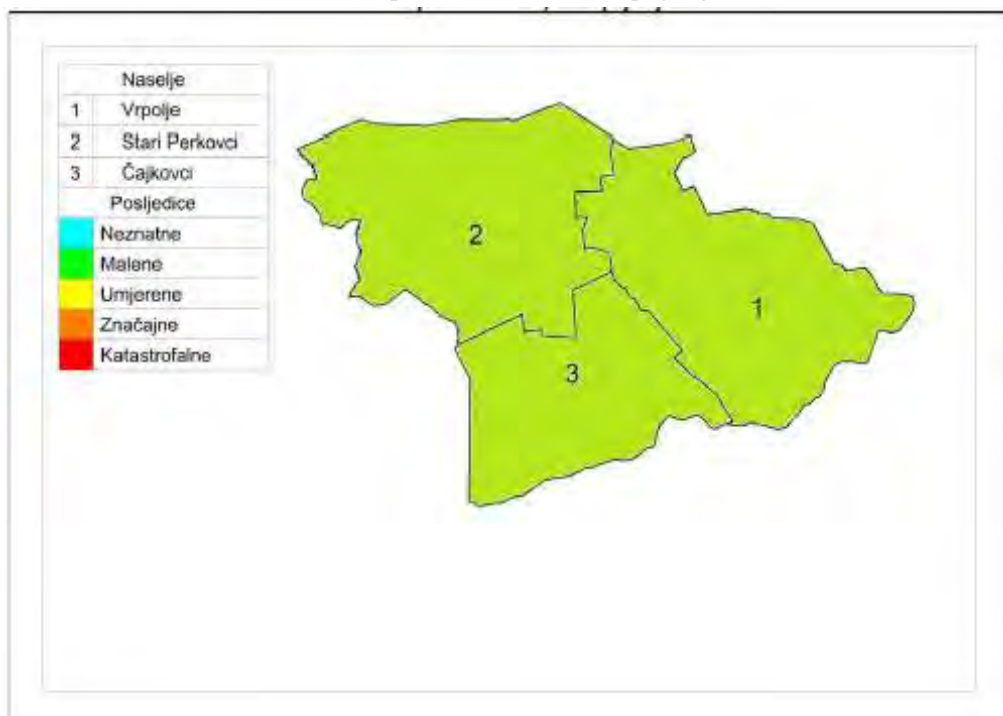 Naselje
1 Vrpolje
2 Stari Perkovci
3 Čajkovci
Posljedice
Neznatne
Malene
Umjerene
Značajne
Katastrofalne
2
1
3